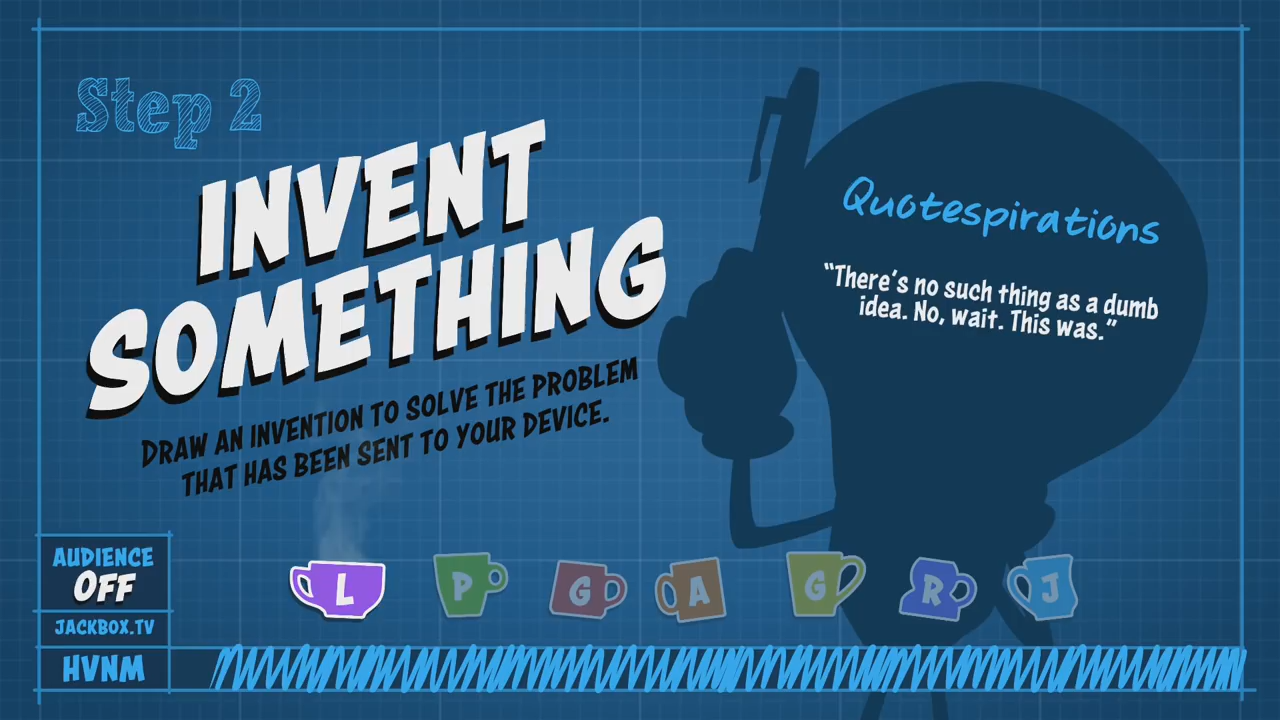 Step 2
INVENT
SOMETHING
DRAW AN INVENTION TO SOLVE THE PROBLEM
THAT HAS BEEN SENT TO YOUR DEVICE.
Quotespirations
“There’s no such thing as a dumb
idea. No, wait. This was.”
L P G A G R J
AUDIENCE
OFF
JACKBOX.TV
HVNM